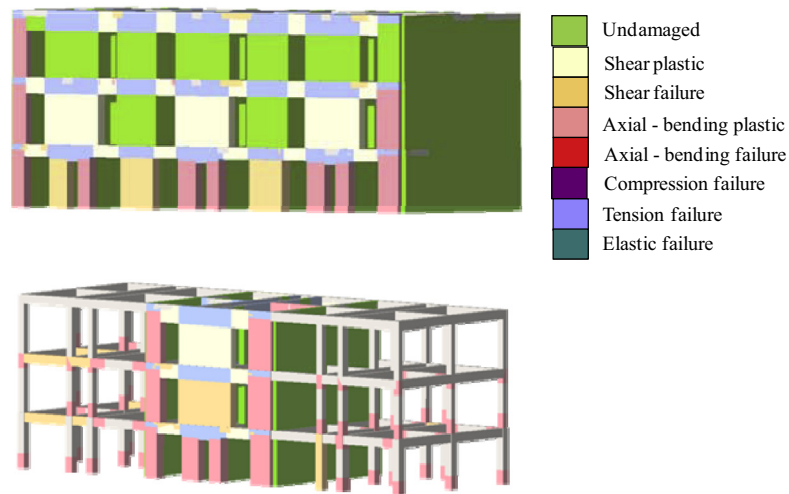 Undamaged
Shear plastic
Shear failure
Axial - bending plastic
Axial - bending failure
Compression failure
Tension failure
Elastic failure